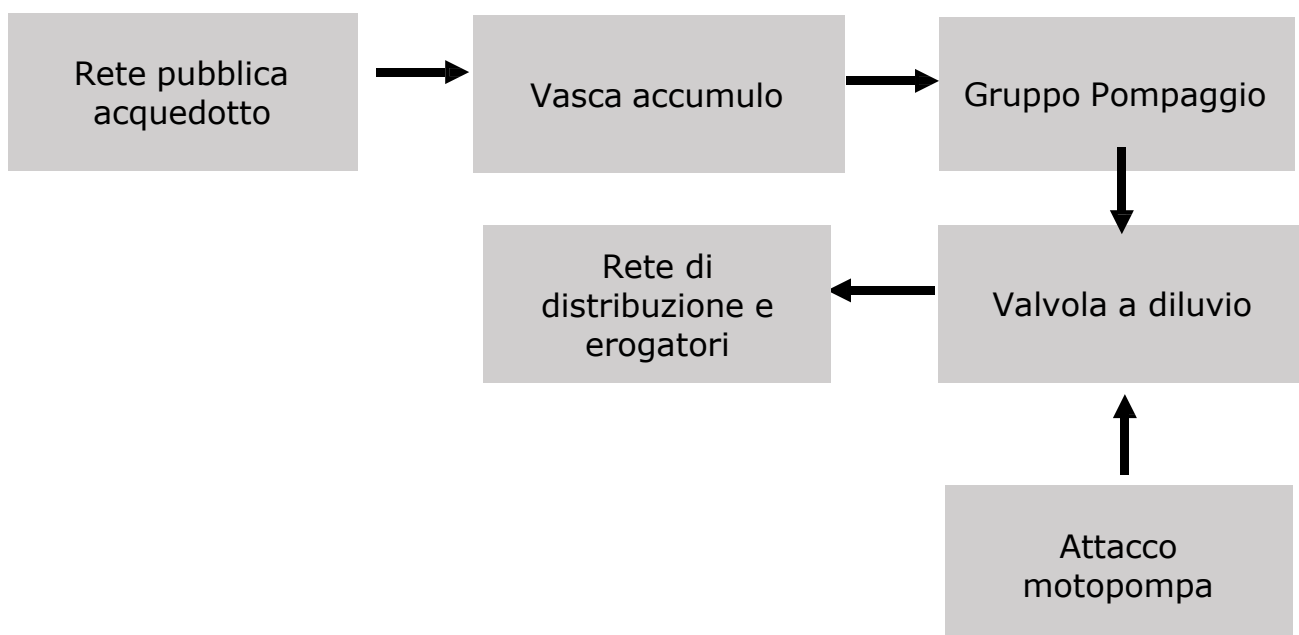 Rete pubblica
acquedotto
Vasca accumulo
Gruppo Pompaggio
Rete di
distribuzione e
erogatori
Valvola a diluvio
Attacco
motopompa